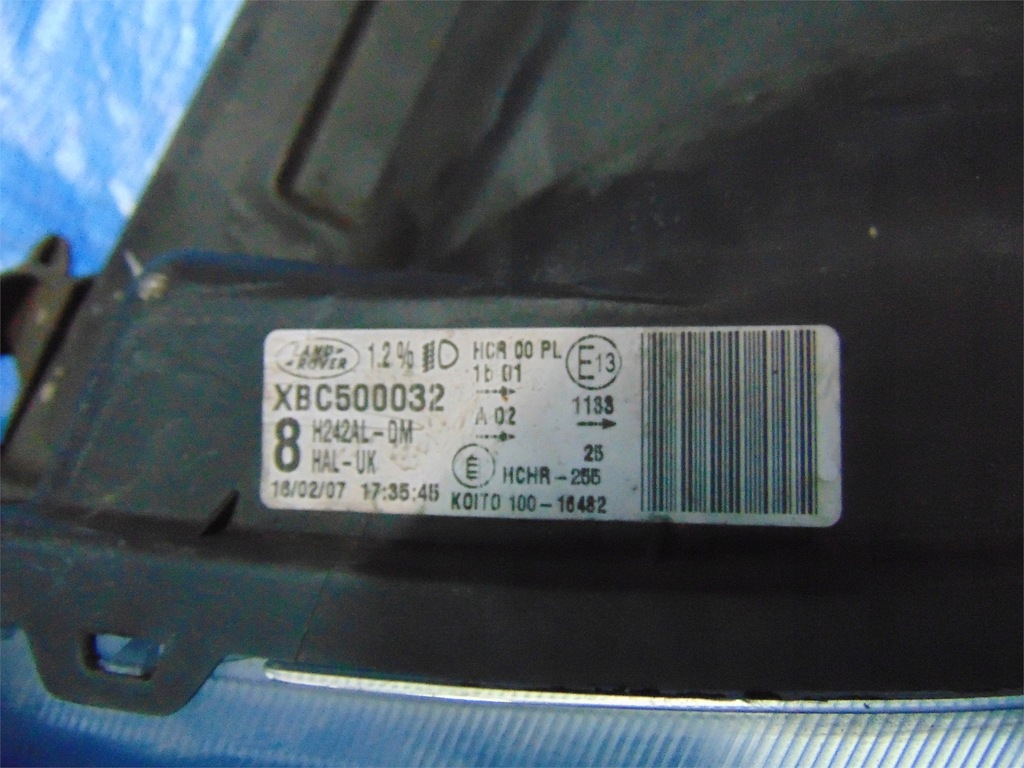 LAND ROVER 1.2% HCR 00 PL E13
1b 01
XBC500032 1133
A 02
8 H242AL-DM
HAL-UK 25
E HCHR-255
16/02/07 17:35:45 KOITO 100-16482